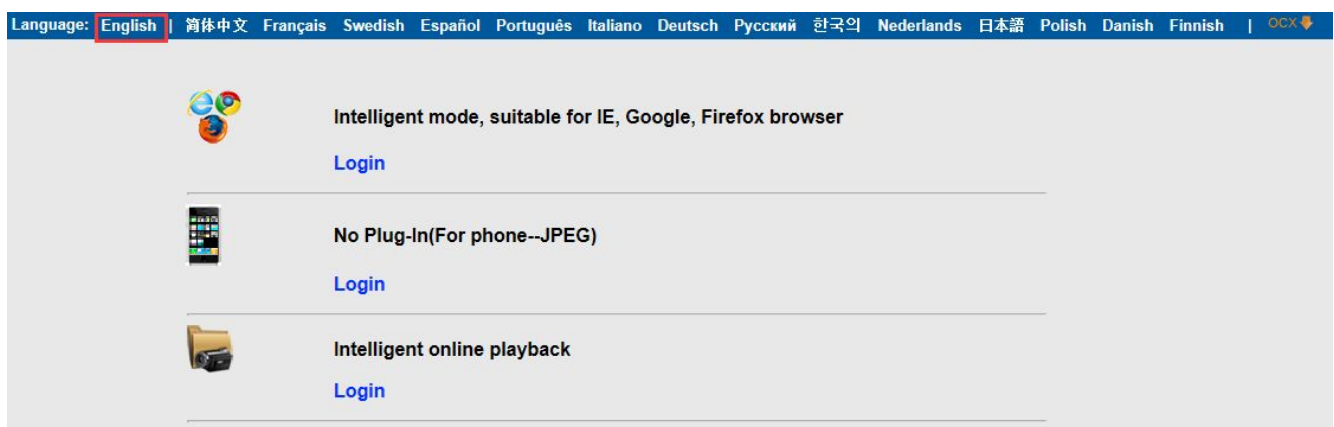 Language: English | 简体中文 Français Swedish Español Português Italiano Deutsch Русский 한국의 Nederlands 日本語 Polish Danish Finnish | OCX
Intelligent mode, suitable for IE, Google, Firefox browser
Login
No Plug-In(For phone--JPEG)
Login
Intelligent online playback
Login